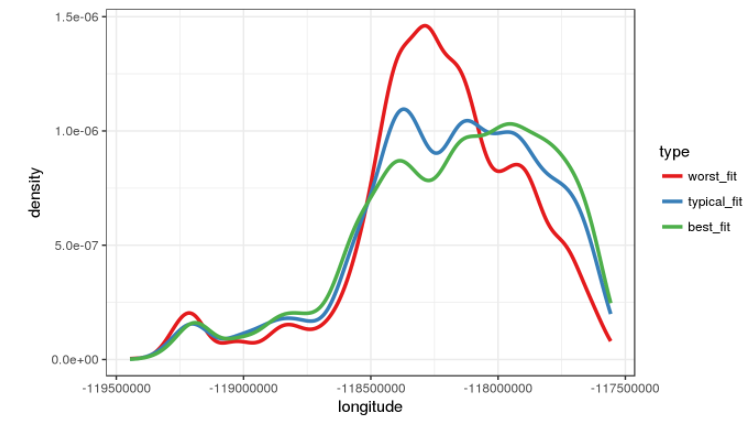 1.5e-06
1.0e-06
5.0e-07
0.0e+00
density
-119500000 -119000000 -118500000 -118000000 -117500000
longitude
type
worst_fit
typical_fit
best_fit